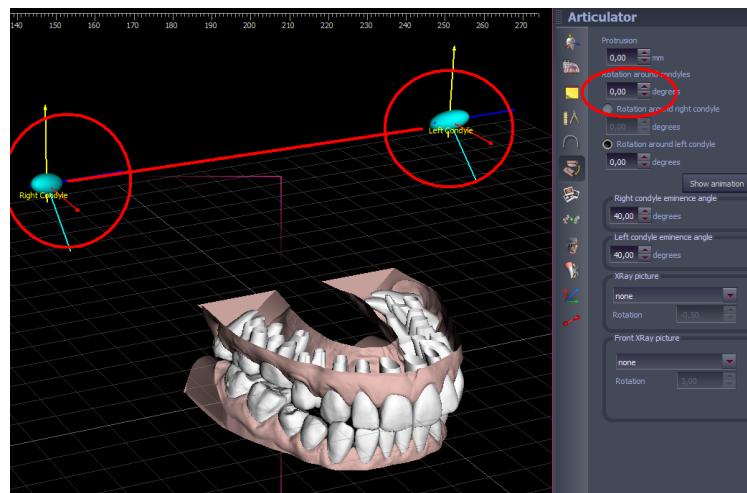 140 150 160 170 180 190 200 210 220 230 240 250 260 270
Left Condyle
Right Condyle
Articulator
Protrusion
0,00 mm
Rotation around condyles
0,00 degrees
Rotation around right condyle
0,00 degrees
Rotation around left condyle
0,00 degrees
Show animation
Right condyle eminence angle
40,00 degrees
Left condyle eminence angle
40,00 degrees
XRay picture
none
Rotation -0,50
Front XRay picture
none
Rotation 3,00